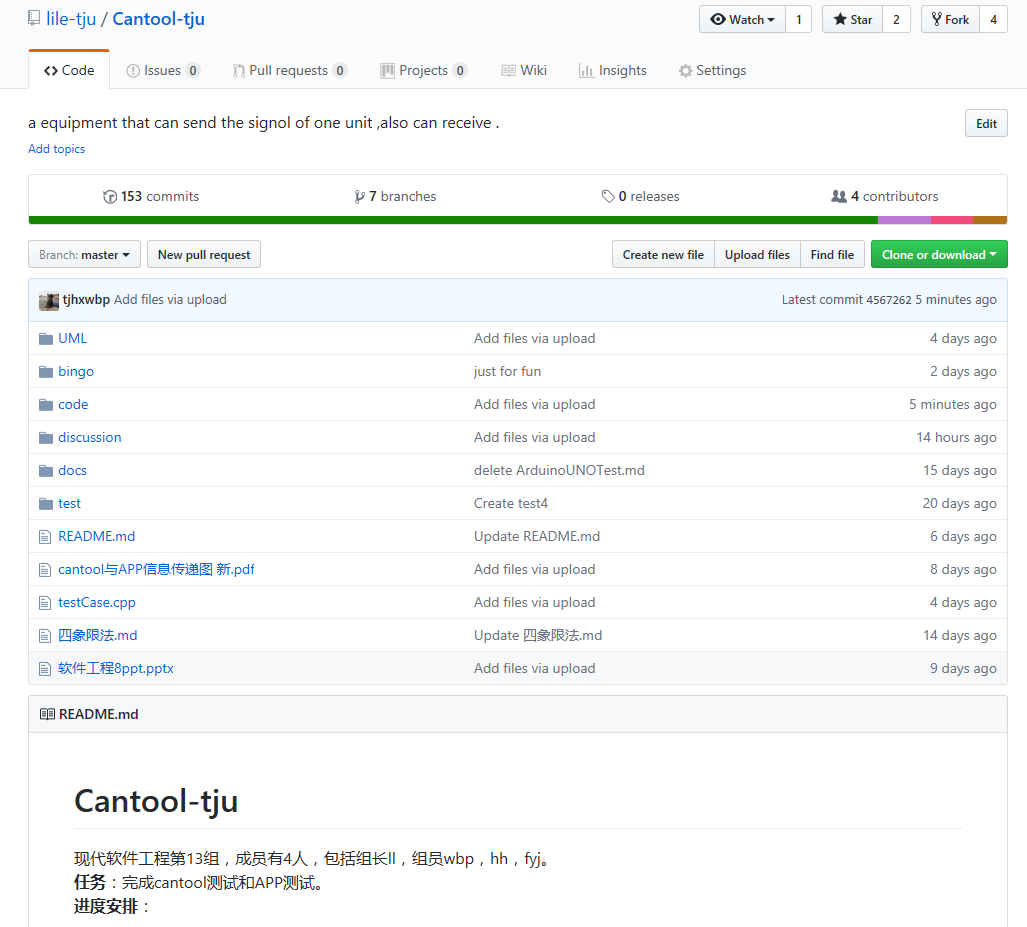 lile-tju / Cantool-tju
Watch 1 Star 2 Fork 4
Code Issues 0 Pull requests 0 Projects 0 Wiki Insights Settings
a equipment that can send the signol of one unit ,also can receive . Edit
Add topics
153 commits 7 branches 0 releases 4 contributors
Branch: master New pull request Create new file Upload files Find file Clone or download
tjhxwbp Add files via upload Latest commit 4567262 5 minutes ago
UML Add files via upload 4 days ago
bingo just for fun 2 days ago
code Add files via upload 5 minutes ago
discussion Add files via upload 14 hours ago
docs delete ArduinoUNOTest.md 15 days ago
test Create test4 20 days ago
README.md Update README.md 6 days ago
cantool与APP信息传递图 新.pdf Add files via upload 8 days ago
testCase.cpp Add files via upload 4 days ago
四象限法.md Update 四象限法.md 14 days ago
软件工程8ppt.pptx Add files via upload 9 days ago
README.md
Cantool-tju
现代软件工程第13组，成员有4人，包括组长ll，组员wbp，hh，fyj。
任务：完成cantool测试和APP测试。
进度安排：